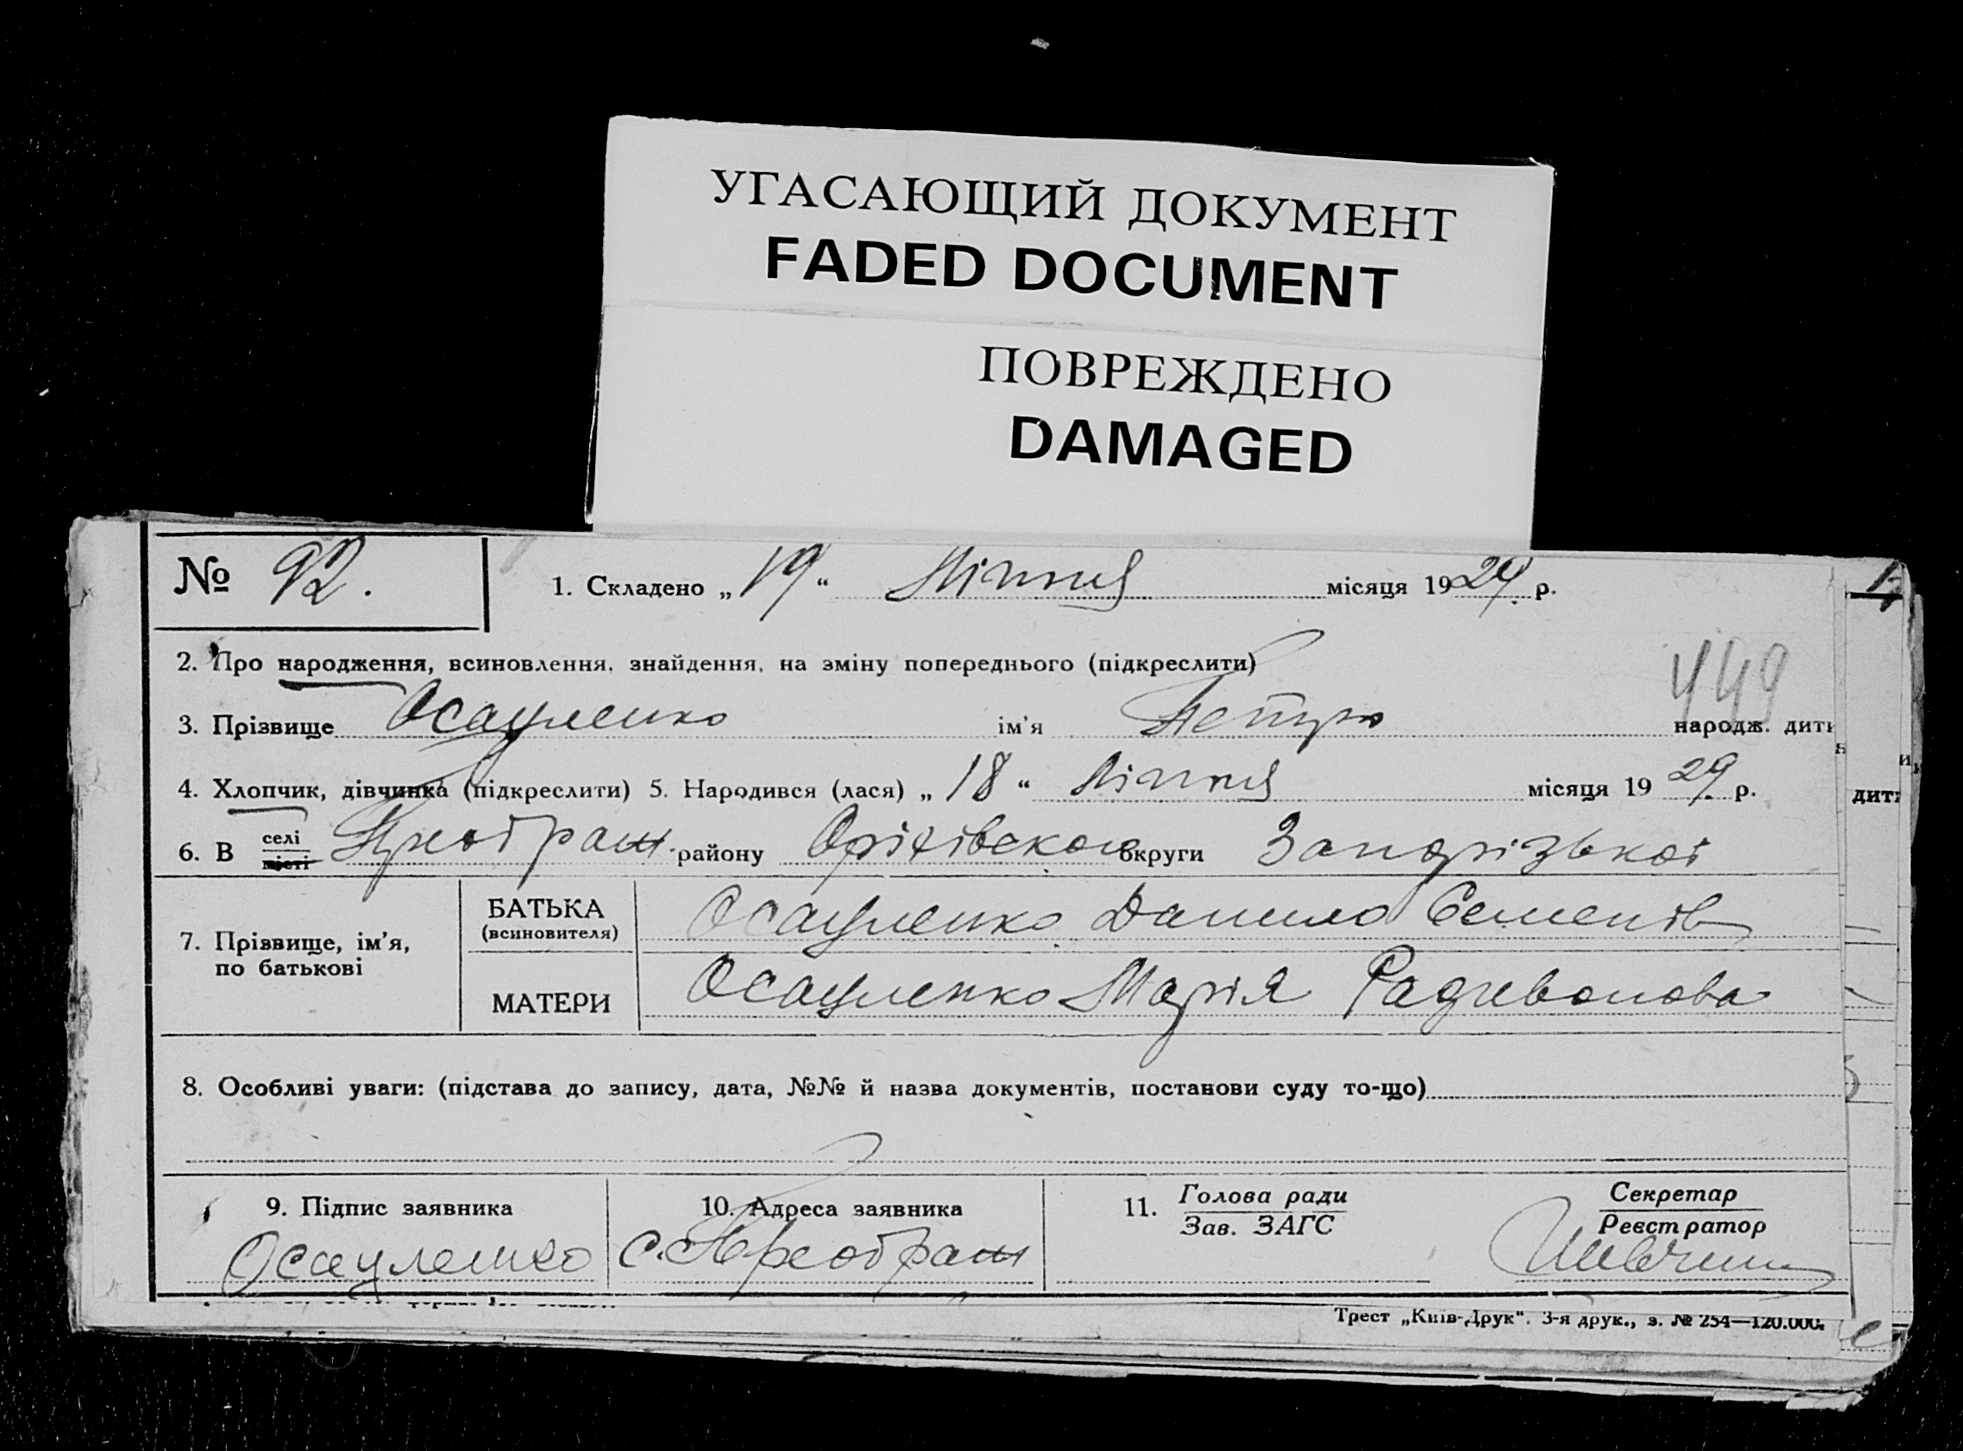 УГАСАЮЩИЙ ДОКУМЕНТ
FADED DOCUMENT
ПОВРЕЖДЕНО
DAMAGED
№ 92.
1. Складено „19“ Липня місяця 1929 р.
2. Про народження, всиновлення, знайдення, на зміну попереднього (підкреслити)
449
3. Прізвище Осауленко ім’я Петро народж. дити
4. Хлопчик, дівчинка (підкреслити) 5. Народився (лася) „18“ Липня місяця 1929 р.
6. В селі місті Преображ. району Оріхівского округи Запорізької
7. Прізвище, ім’я, по батькові
БАТЬКА (всиновителя) Осауленко Данило Семенів
МАТЕРИ Осауленко Марія Радивонова
8. Особливі уваги: (підстава до запису, дата, №№ й назва документів, постанови суду то-що)
9. Підпис заявника
Осауленко
10. Адреса заявника
с. Преображ
11. Голова ради
Зав. ЗАГС
Секретар
Реєстратор
Трест „Київ-Друк“. 3-я друк., з. № 254—120.000.
дити